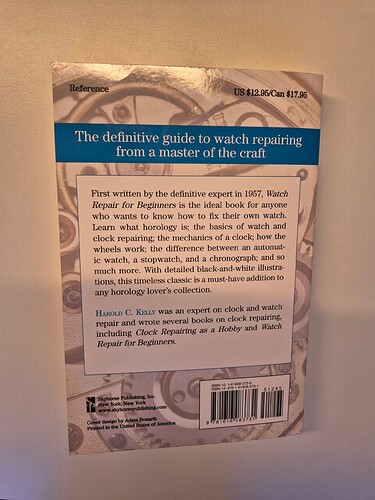 Reference
US $12.95/Can $17.95
The definitive guide to watch repairing
from a master of the craft
First written by the definitive expert in 1957, Watch
Repair for Beginners is the ideal book for anyone
who wants to know how to fix their own watch.
Learn what horology is; the basics of watch and
clock repairing; the mechanics of a clock; how the
wheels work; the difference between an automat-
ic watch, a stopwatch, and a chronograph; and so
much more. With detailed black-and-white illustra-
tions, this timeless classic is a must-have addition to
any horology lover's collection.
Harold C. Kelly was an expert on clock and watch
repair and wrote several books on clock repairing,
including Clock Repairing as a Hobby and Watch
Repair for Beginners.
Skyhorse Publishing, Inc.
New York, New York
www.skyhorsepublishing.com
Cover design by Adam Bozarth
Printed in the United States of America
51295